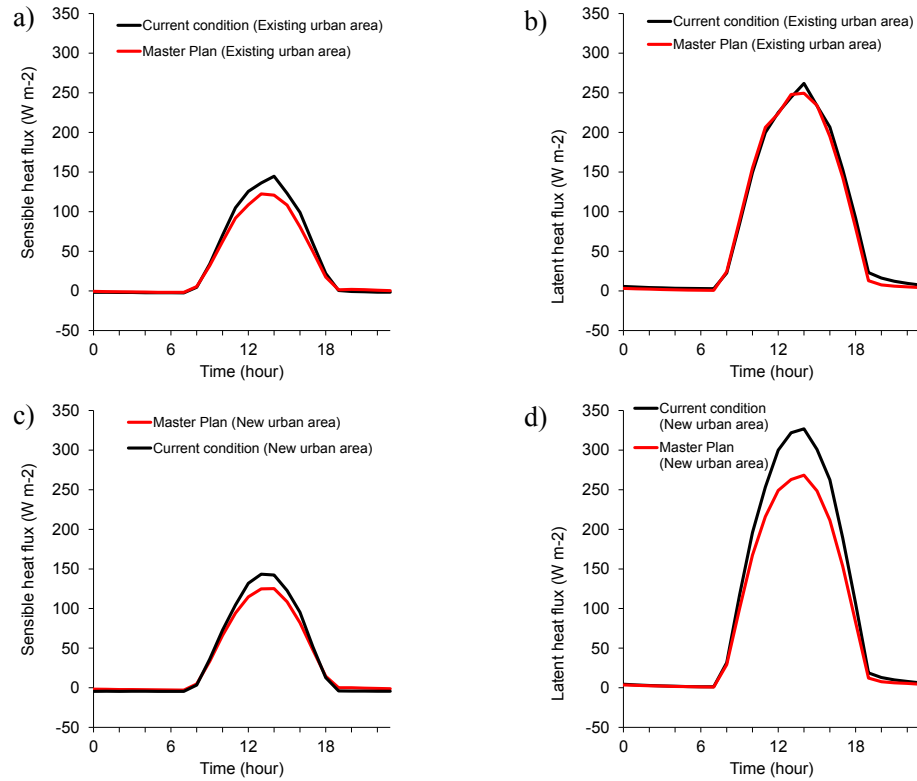 a)
Current condition (Existing urban area)
Master Plan (Existing urban area)
350
300
250
200
150
100
50
0
-50
Sensible heat flux (W m-2)
0 6 12 18
Time (hour)
b)
Current condition (Existing urban area)
Master Plan (Existing urban area)
350
300
250
200
150
100
50
0
-50
Latent heat flux (W m-2)
0 6 12 18
Time (hour)
c)
Master Plan (New urban area)
Current condition (New urban area)
350
300
250
200
150
100
50
0
-50
Sensible heat flux (W m-2)
0 6 12 18
Time (hour)
d)
Current condition
(New urban area)
Master Plan
(New urban area)
350
300
250
200
150
100
50
0
-50
Latent heat flux (W m-2)
0 6 12 18
Time (hour)